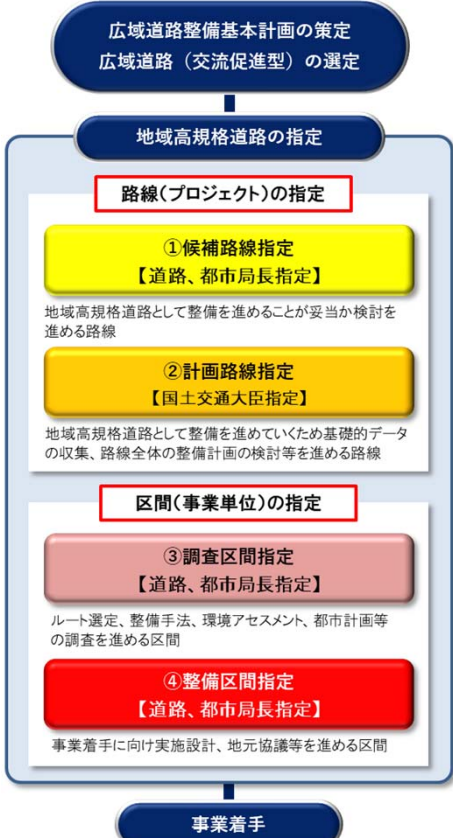 広域道路整備基本計画の策定
広域道路（交流促進型）の選定
地域高規格道路の指定
路線（プロジェクト）の指定
①候補路線指定
【道路、都市局長指定】
地域高規格道路として整備を進めることが妥当か検討を
進める路線
②計画路線指定
【国土交通大臣指定】
地域高規格道路として整備を進めていくため基礎的データ
の収集、路線全体の整備計画の検討等を進める路線
区間（事業単位）の指定
③調査区間指定
【道路、都市局長指定】
ルート選定、整備手法、環境アセスメント、都市計画等
の調査を進める区間
④整備区間指定
【道路、都市局長指定】
事業着手に向け実施設計、地元協議等を進める区間
事業着手